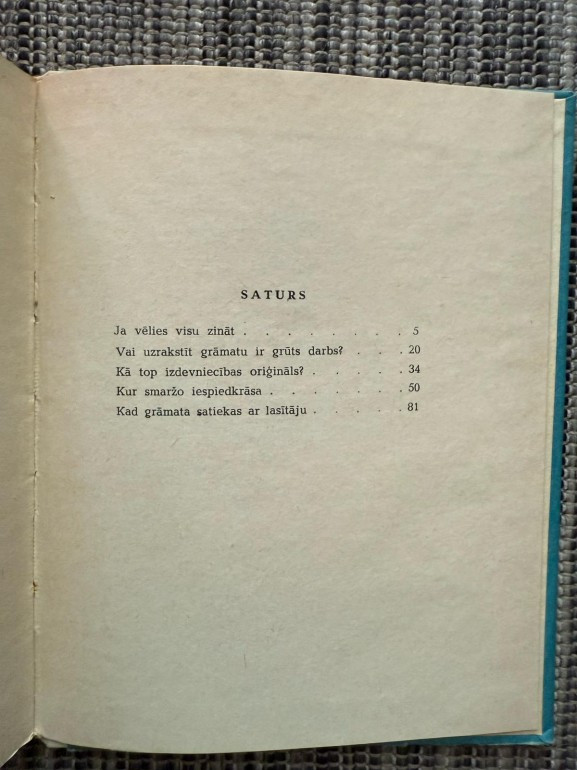 SATURS
Ja vēlies visu zināt . . . . . . . . 5
Vai uzrakstīt grāmatu ir grūts darbs? . . . 20
Kā top izdevniecības oriģināls? . . . . . 34
Kur smaržo iespiedkrāsa . . . . . . . 50
Kad grāmata satiekas ar lasītāju . . . . . 81